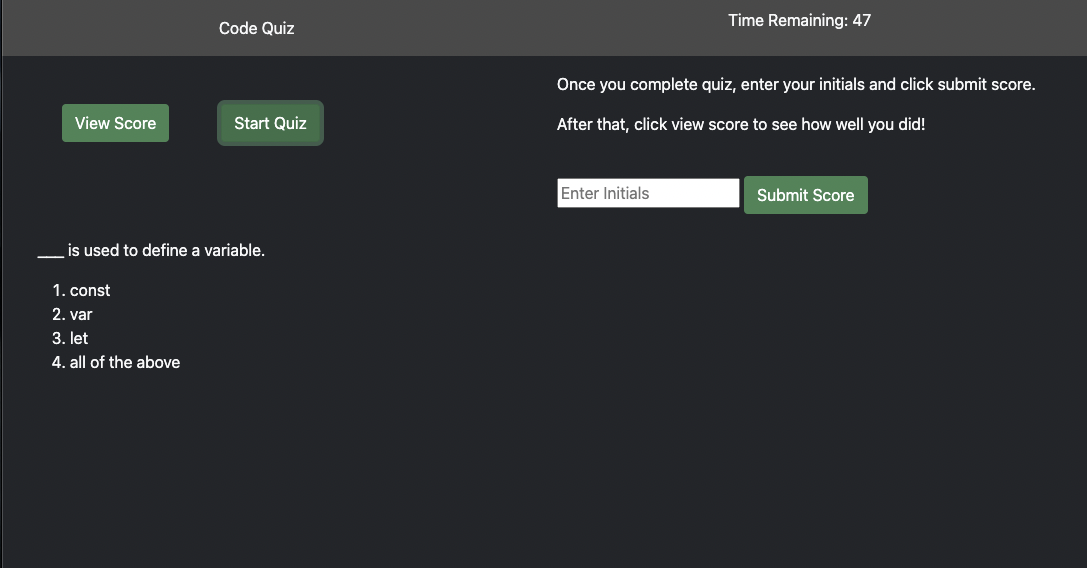 Code Quiz
Time Remaining: 47
View Score
Start Quiz
Once you complete quiz, enter your initials and click submit score.
After that, click view score to see how well you did!
Enter Initials
Submit Score
___ is used to define a variable.
1. const
2. var
3. let
4. all of the above